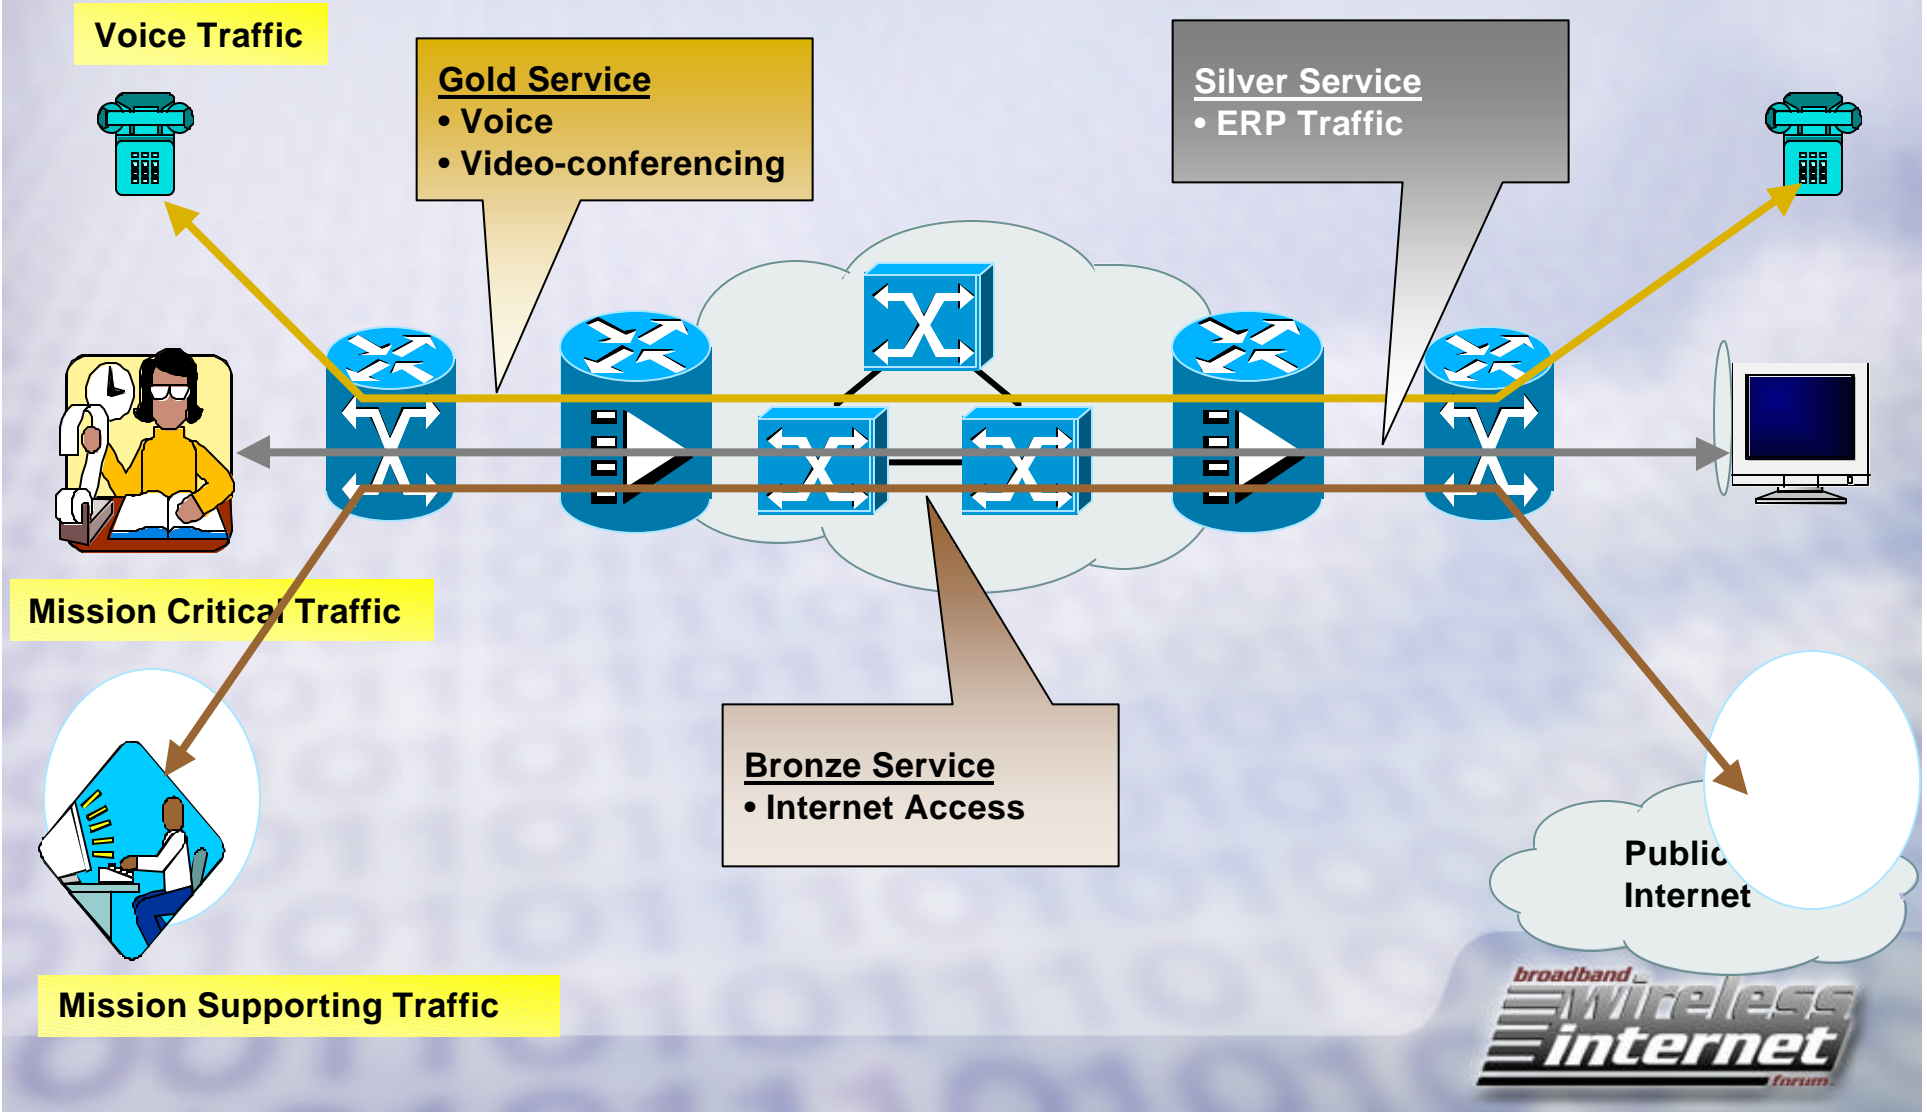 Voice Traffic
Gold Service
• Voice
• Video-conferencing
Silver Service
• ERP Traffic
Mission Critical Traffic
Bronze Service
• Internet Access
Public
Internet
Mission Supporting Traffic
broadband
wireless
internet
forum